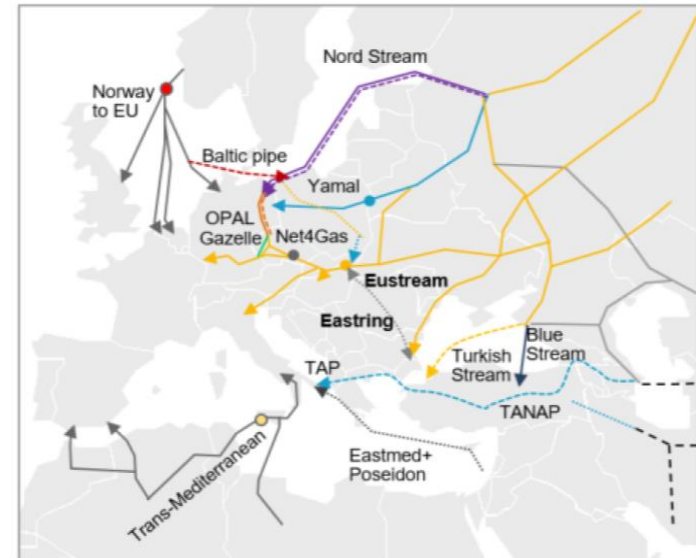 Nord Stream
Norway
to EU
Baltic pipe
Yamal
OPAL
Gazelle
Net4Gas
Eustream
Eastring
Blue
Stream
Turkish
Stream
TAP
TANAP
Eastmed+
Poseidon
Trans-Mediterranean